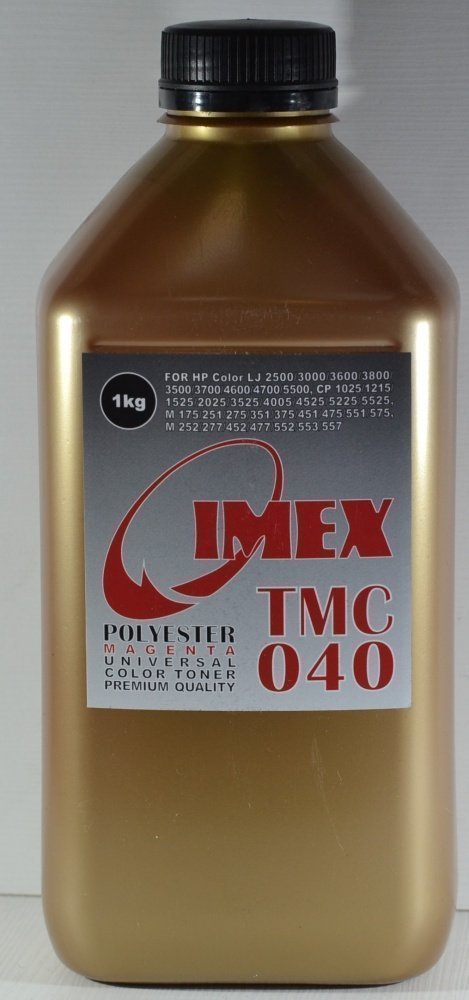 1kg
FOR HP Color LJ 2500 3000 3600 3800
3500 3700 4600 4700 5500, CP 1025 1215
1525 2025 3525 4005 4525 5225 5525,
M 175 251 275 351 375 451 475 551 575,
M 252 277 452 477 552 553 557
IMEX
TMC
040
POLYESTER
MAGENTA
UNIVERSAL
COLOR TONER
PREMIUM QUALITY